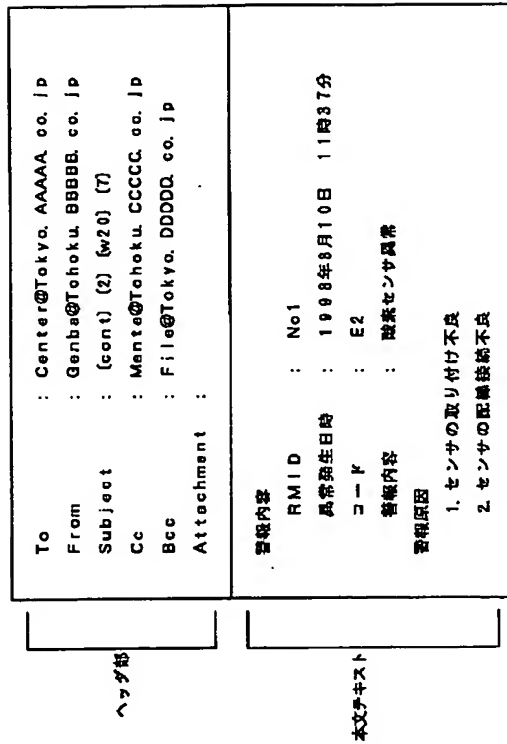 ヘッダ部
To : Center@Tokyo. AAAAA. co. jp
From : Genba@Tohoku. BBBBB. co. jp
Subject : (cont) (2) (w20) (7)
Cc : Mante@Tohoku. CCCCC. co. jp
Bcc : File@Tokyo. DDDDD. co. jp
Attachment :
本文テキスト
警報内容
RMID : No1
異常発生日時 : 1998年8月10日 11時37分
コード : E2
警報内容 : 酸素センサ異常
警報原因
1. センサの取り付け不良
2. センサの配線接続不良